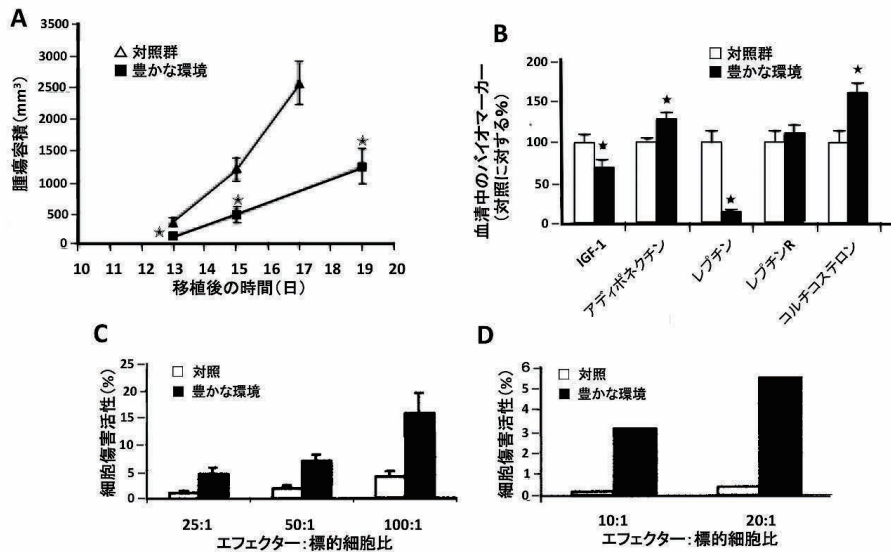 A
3500
3000
2500
2000
1500
1000
500
0
腫瘍容積(mm³)
△ 対照群
■ 豊かな環境
★
★
★
10 11 12 13 14 15 16 17 18 19 20
移植後の時間(日)
B
200
150
100
50
0
血清中のバイオマーカー
(対照に対する%)
対照群
豊かな環境
★
★
★
★
IGF-1
アディポネクチン
レプチン
レプチンR
コルチコステロン
C
25
20
15
10
5
0
細胞傷害活性(%)
対照
豊かな環境
25:1 50:1 100:1
エフェクター:標的細胞比
D
6
5
4
3
2
1
0
細胞傷害活性(%)
対照
豊かな環境
10:1 20:1
エフェクター:標的細胞比